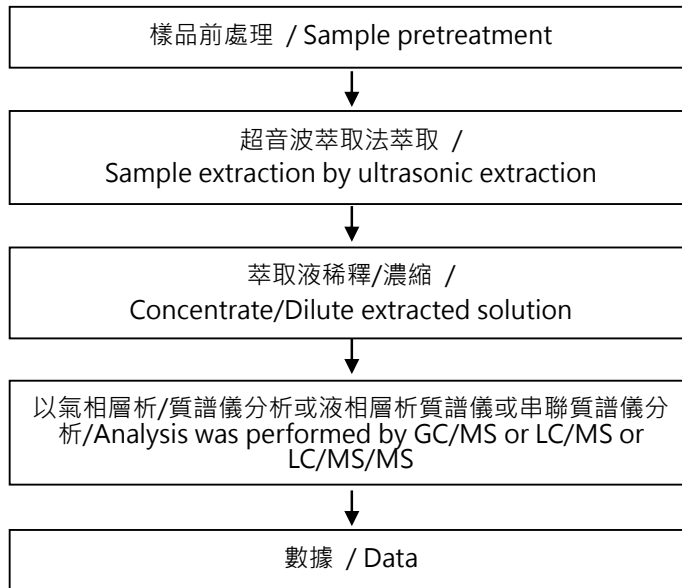 樣品前處理 / Sample pretreatment
超音波萃取法萃取 /
Sample extraction by ultrasonic extraction
萃取液稀釋/濃縮 /
Concentrate/Dilute extracted solution
以氣相層析/質譜儀分析或液相層析質譜儀或串聯質譜儀分
析/Analysis was performed by GC/MS or LC/MS or
LC/MS/MS
數據 / Data